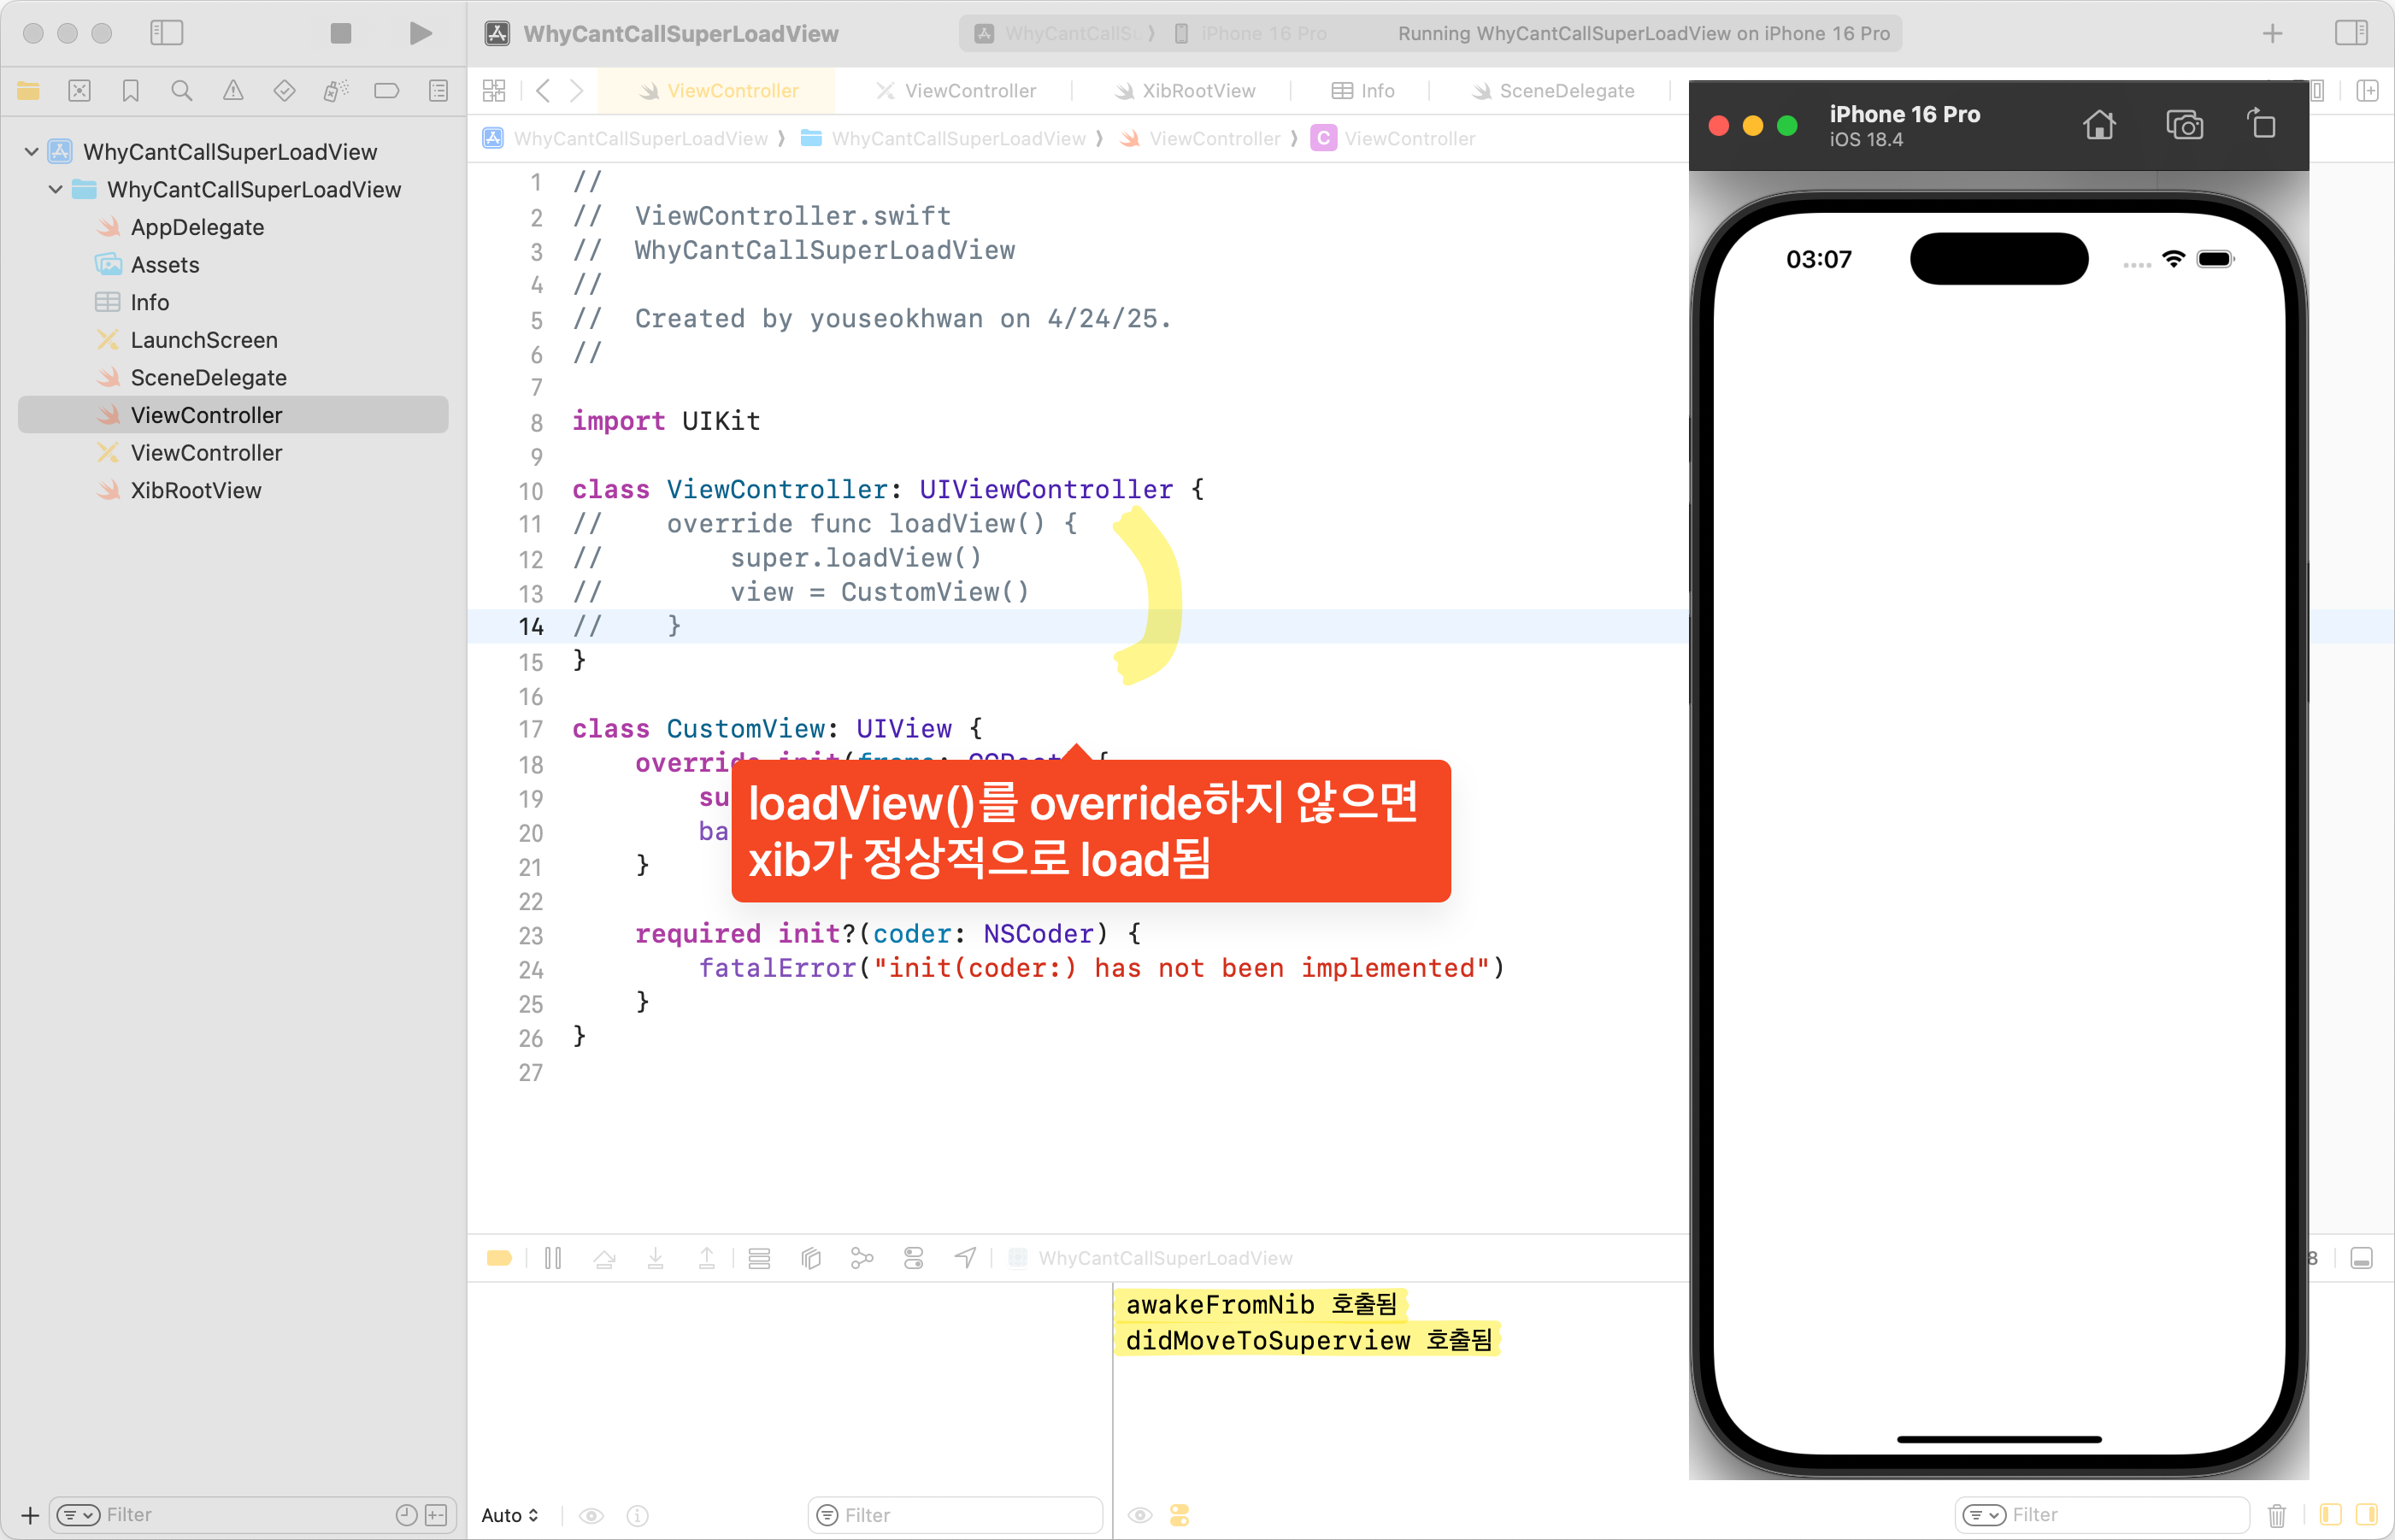 WhyCantCallSuperLoadView
WhyCantCallSu
iPhone 16 Pro
Running WhyCantCallSuperLoadView on iPhone 16 Pro
ViewController
ViewController
XibRootView
Info
SceneDelegate
WhyCantCallSuperLoadView
WhyCantCallSuperLoadView
ViewController
C ViewController
WhyCantCallSuperLoadView
WhyCantCallSuperLoadView
AppDelegate
Assets
Info
LaunchScreen
SceneDelegate
ViewController
ViewController
XibRootView
Filter
1 //
2 //  ViewController.swift
3 //  WhyCantCallSuperLoadView
4 //
5 //  Created by youseokhwan on 4/24/25.
6 //
7
8 import UIKit
9
10 class ViewController: UIViewController {
11 //    override func loadView() {
12 //        super.loadView()
13 //        view = CustomView()
14 //    }
15 }
16
17 class CustomView: UIView {
18     override init(frame: CGRect) {
19         su
20         ba
21     }
22
23     required init?(coder: NSCoder) {
24         fatalError("init(coder:) has not been implemented")
25     }
26 }
27
loadView()를 override하지 않으면
xib가 정상적으로 load됨
iPhone 16 Pro
iOS 18.4
03:07
WhyCantCallSuperLoadView
8
awakeFromNib 호출됨
didMoveToSuperview 호출됨
Auto
Filter
Filter